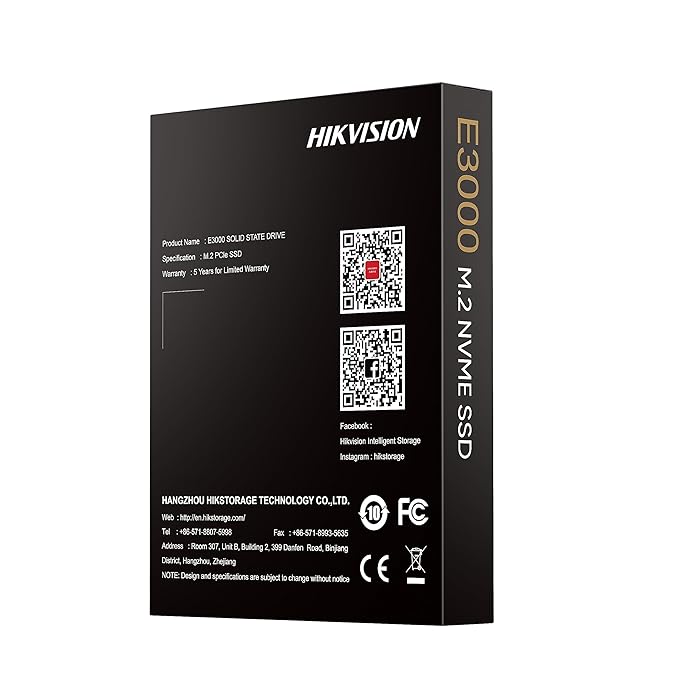 HIKVISION
Product Name : E3000 SOLID STATE DRIVE
Specification : M.2 PCIe SSD
Warranty : 5 Years for Limited Warranty
Facebook :
Hikvision Intelligent Storage
Instagram : hikstorage
HANGZHOU HIKSTORAGE TECHNOLOGY CO.,LTD.
Web : http://en.hikstorage.com/
Tel : +86-571-8807-5998 Fax : +86-571-8993-5635
Address : Room 307, Unit B, Building 2, 399 Danfen Road, Binjiang
District, Hangzhou, Zhejiang
NOTE: Design and specifications are subject to change without notice
10
FC
CE
E3000 M.2 NVME SSD